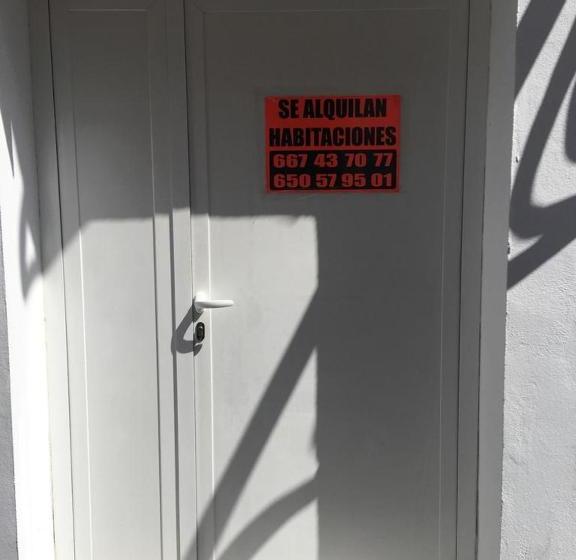 SE ALQUILAN
HABITACIONES
667 43 70 77
650 57 95 01